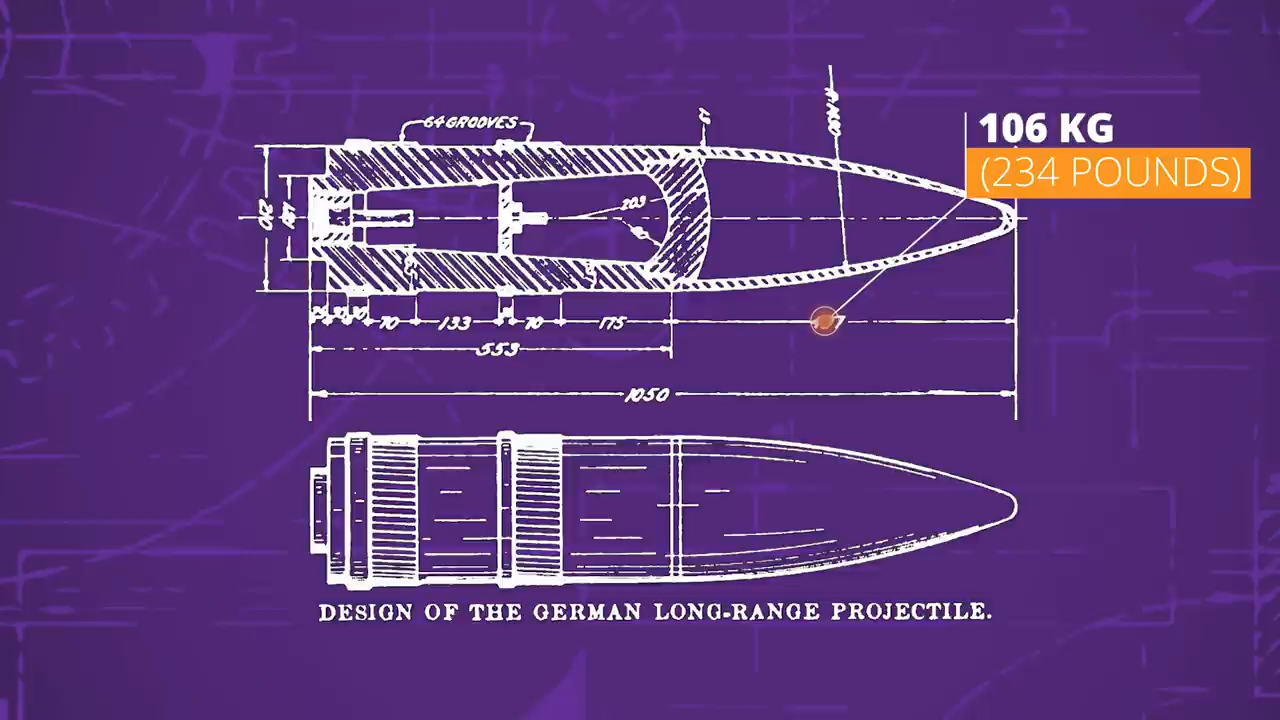 106 KG
(234 POUNDS)
64 GROOVES
210
203
70
133
70
175
553
1050
DESIGN OF THE GERMAN LONG-RANGE PROJECTILE.